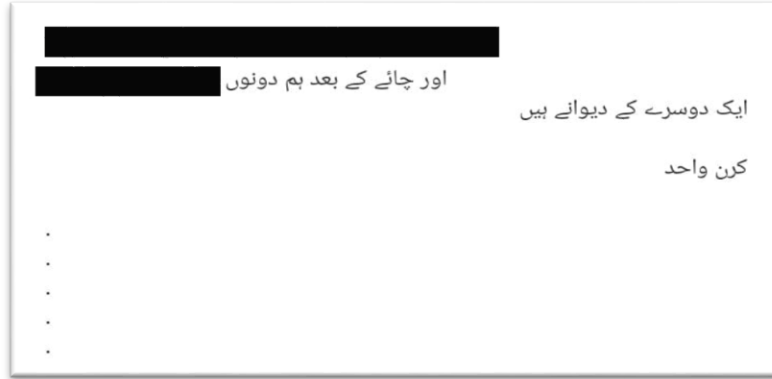 اور چائے کے بعد ہم دونوں
ایک دوسرے کے دیوانے ہیں
کرن واحد
.
.
.
.
.